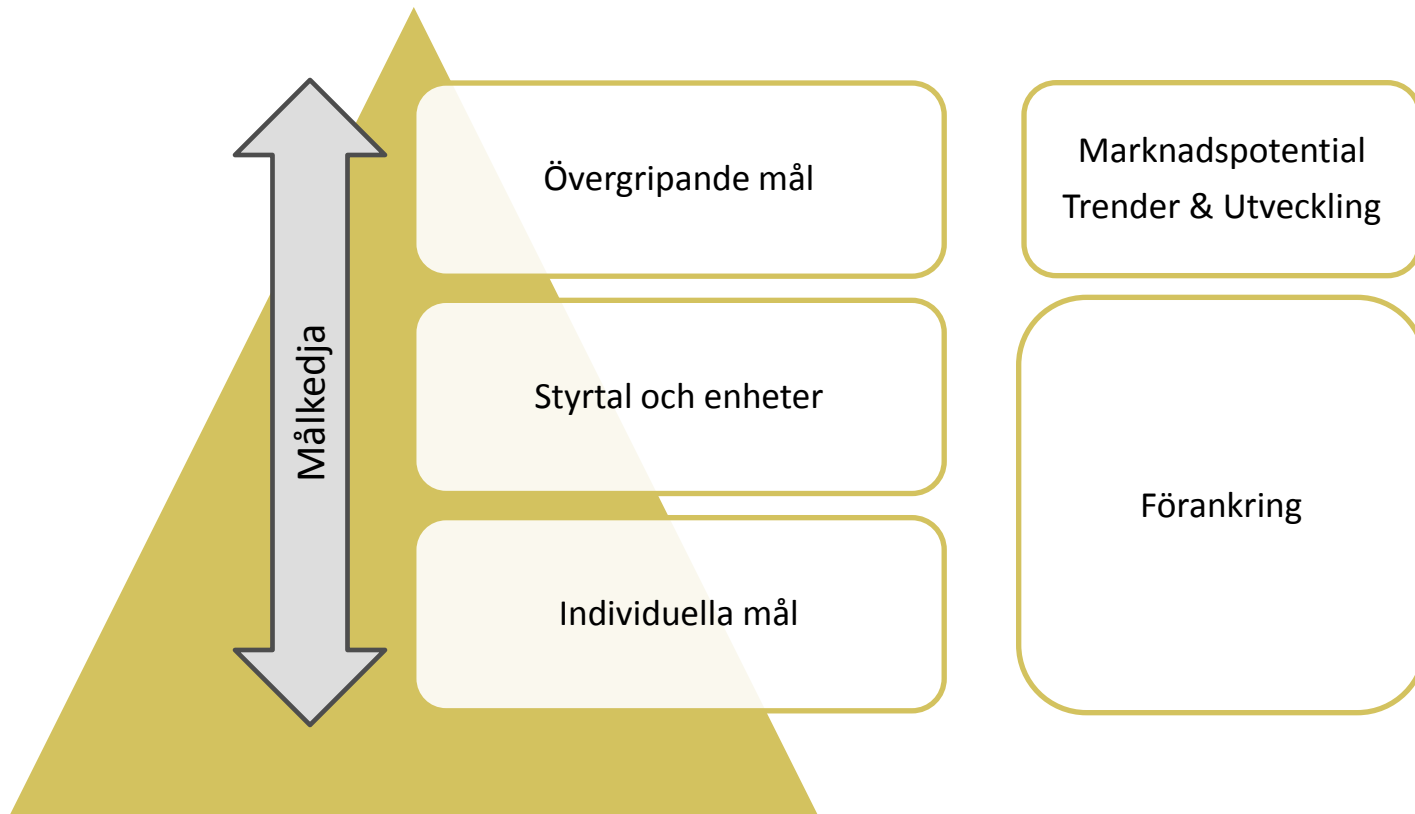 Målkedja
Övergripande mål
Styrtal och enheter
Individuella mål
Marknadspotential
Trender & Utveckling
Förankring